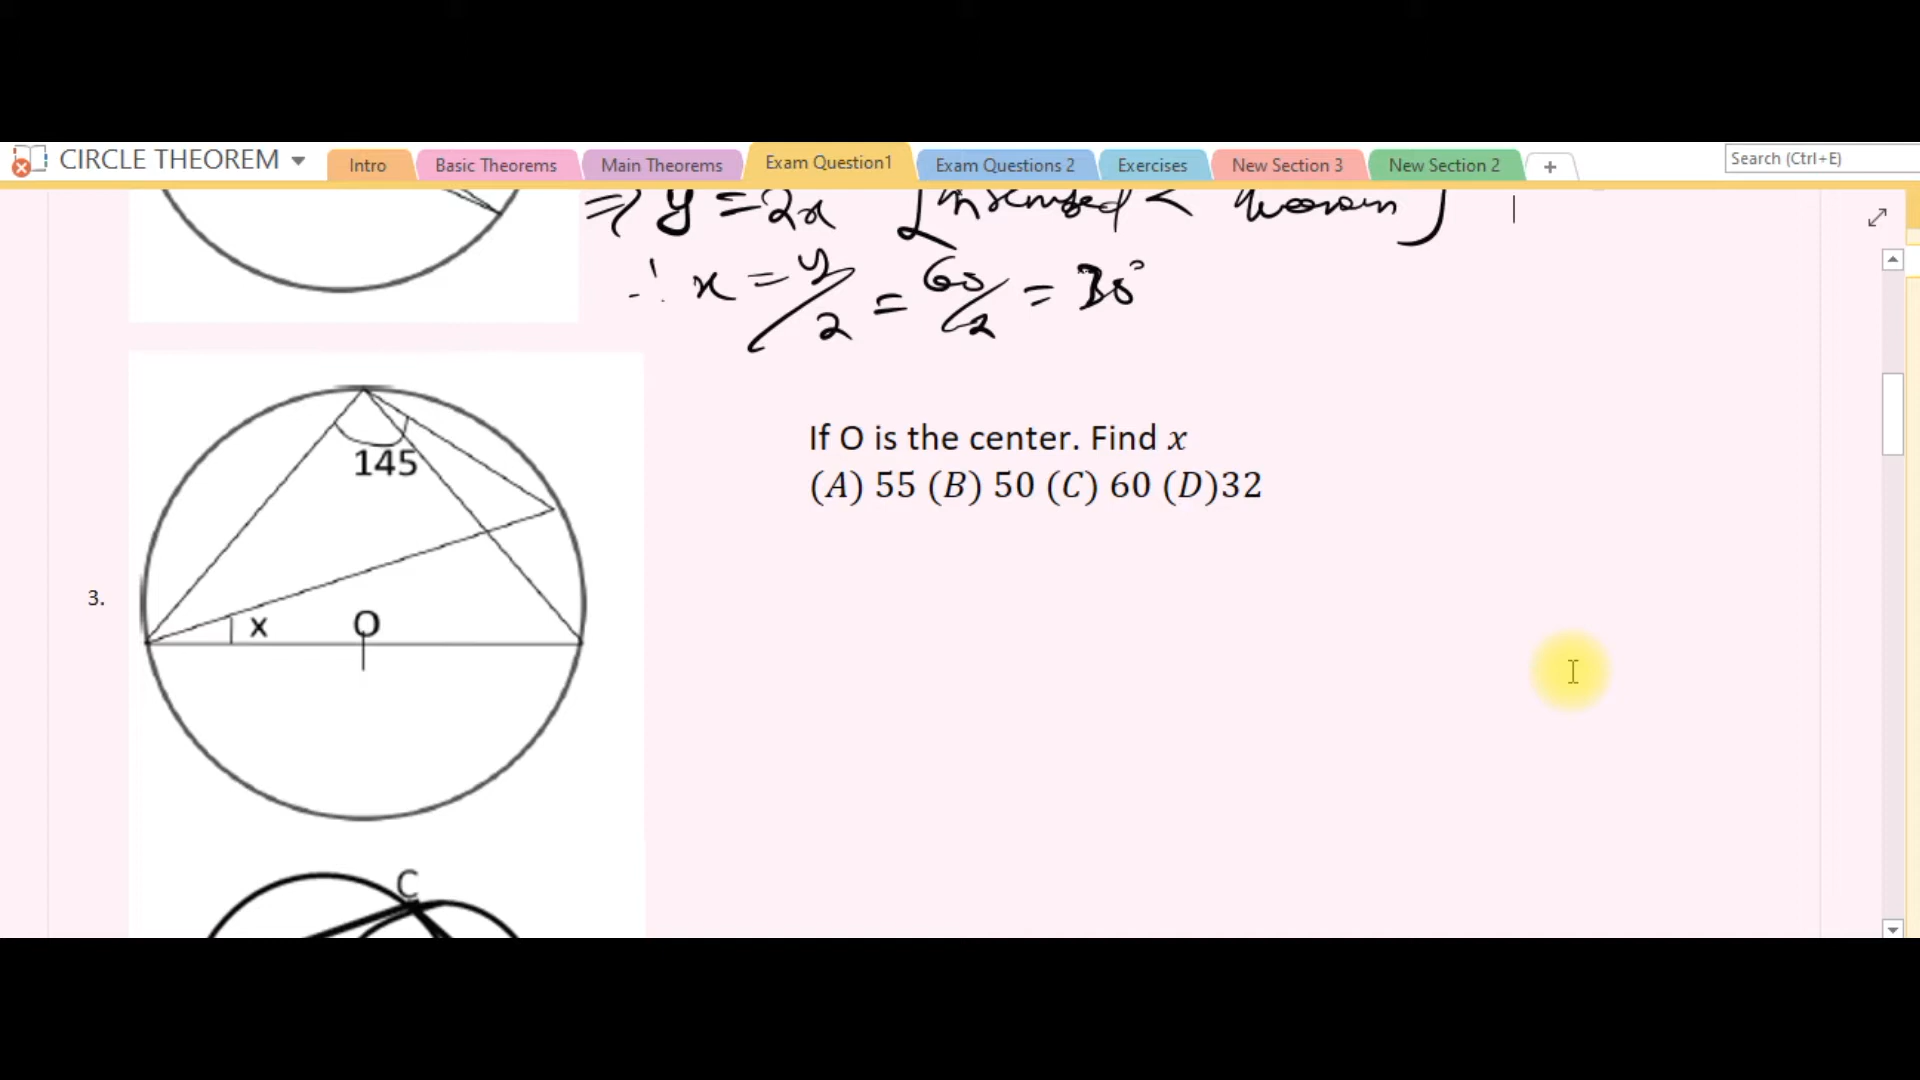 CIRCLE THEOREM
Intro
Basic Theorems
Main Theorems
Exam Question1
Exam Questions 2
Exercises
New Section 3
New Section 2
+
Search (Ctrl+E)
⇒ y = 2x [Inscribed < theorem]
∴ x = y/2 = 60/2 = 30°
145
If O is the center. Find x
(A) 55 (B) 50 (C) 60 (D)32
3.
x
O
C